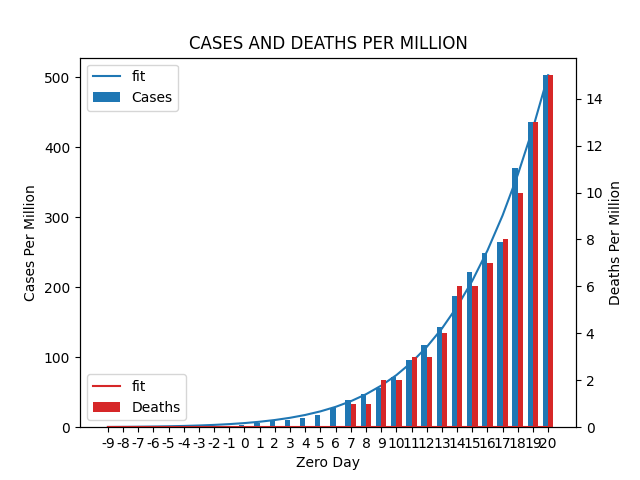 CASES AND DEATHS PER MILLION
fit
Cases
fit
Deaths
Cases Per Million
0
100
200
300
400
500
Deaths Per Million
0
2
4
6
8
10
12
14
-9 -8 -7 -6 -5 -4 -3 -2 -1 0 1 2 3 4 5 6 7 8 9 10 11 12 13 14 15 16 17 18 19 20
Zero Day